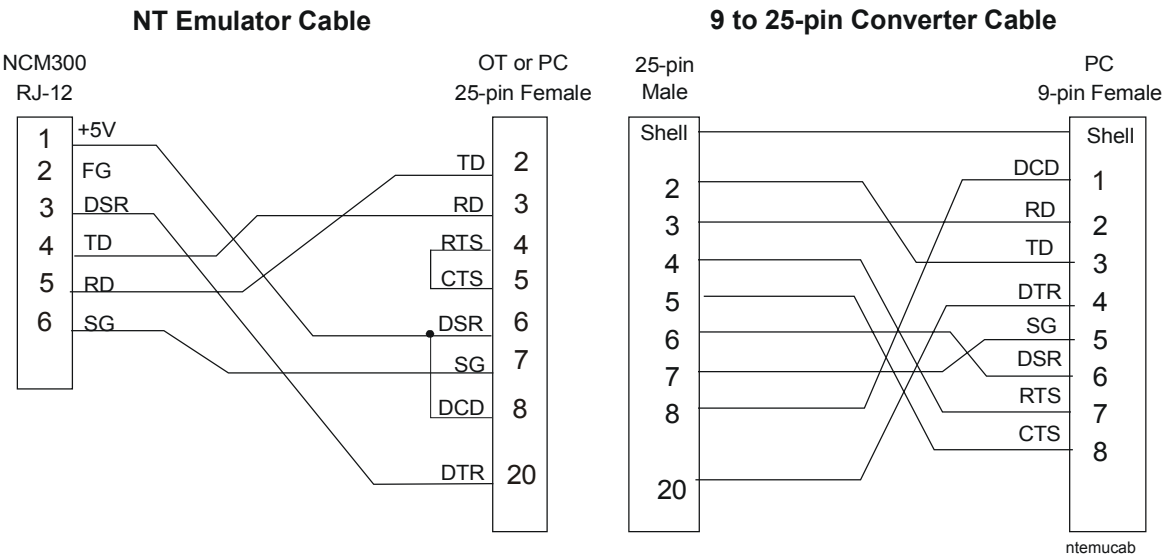 NT Emulator Cable
9 to 25-pin Converter Cable
NCM300
RJ-12
OT or PC
25-pin Female
1 +5V
2 FG
3 DSR
4 TD
5 RD
6 SG
TD 2
RD 3
RTS 4
CTS 5
DSR 6
SG 7
DCD 8
DTR 20
25-pin
Male
PC
9-pin Female
Shell
2
3
4
5
6
7
8
20
Shell
DCD 1
RD 2
TD 3
DTR 4
SG 5
DSR 6
RTS 7
CTS 8
ntemucab